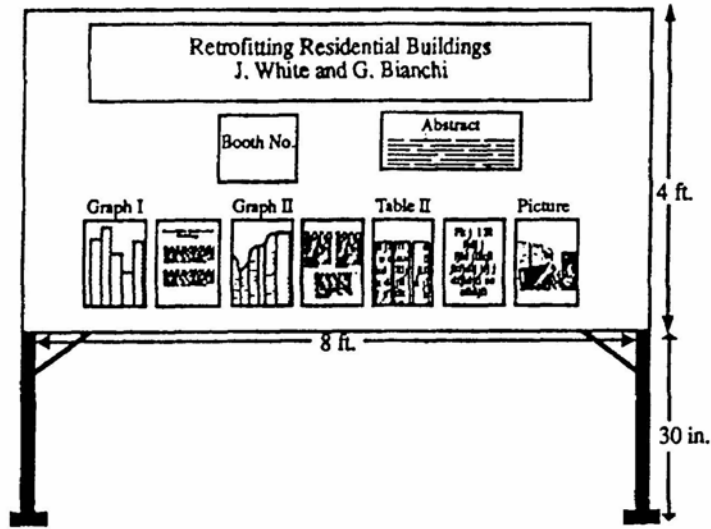 Retrofitting Residential Buildings
J. White and G. Bianchi
Booth No.
Abstract
4 ft.
Graph I
Graph II
Table II
Picture
8 ft.
30 in.